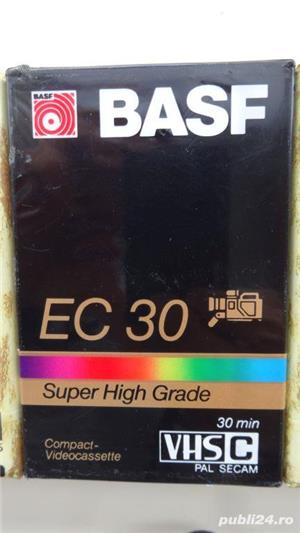 BASF
BASF
EC 30
Super High Grade
30 min
Compact-
Videocassette
VHS C
PAL SECAM
publi24.ro